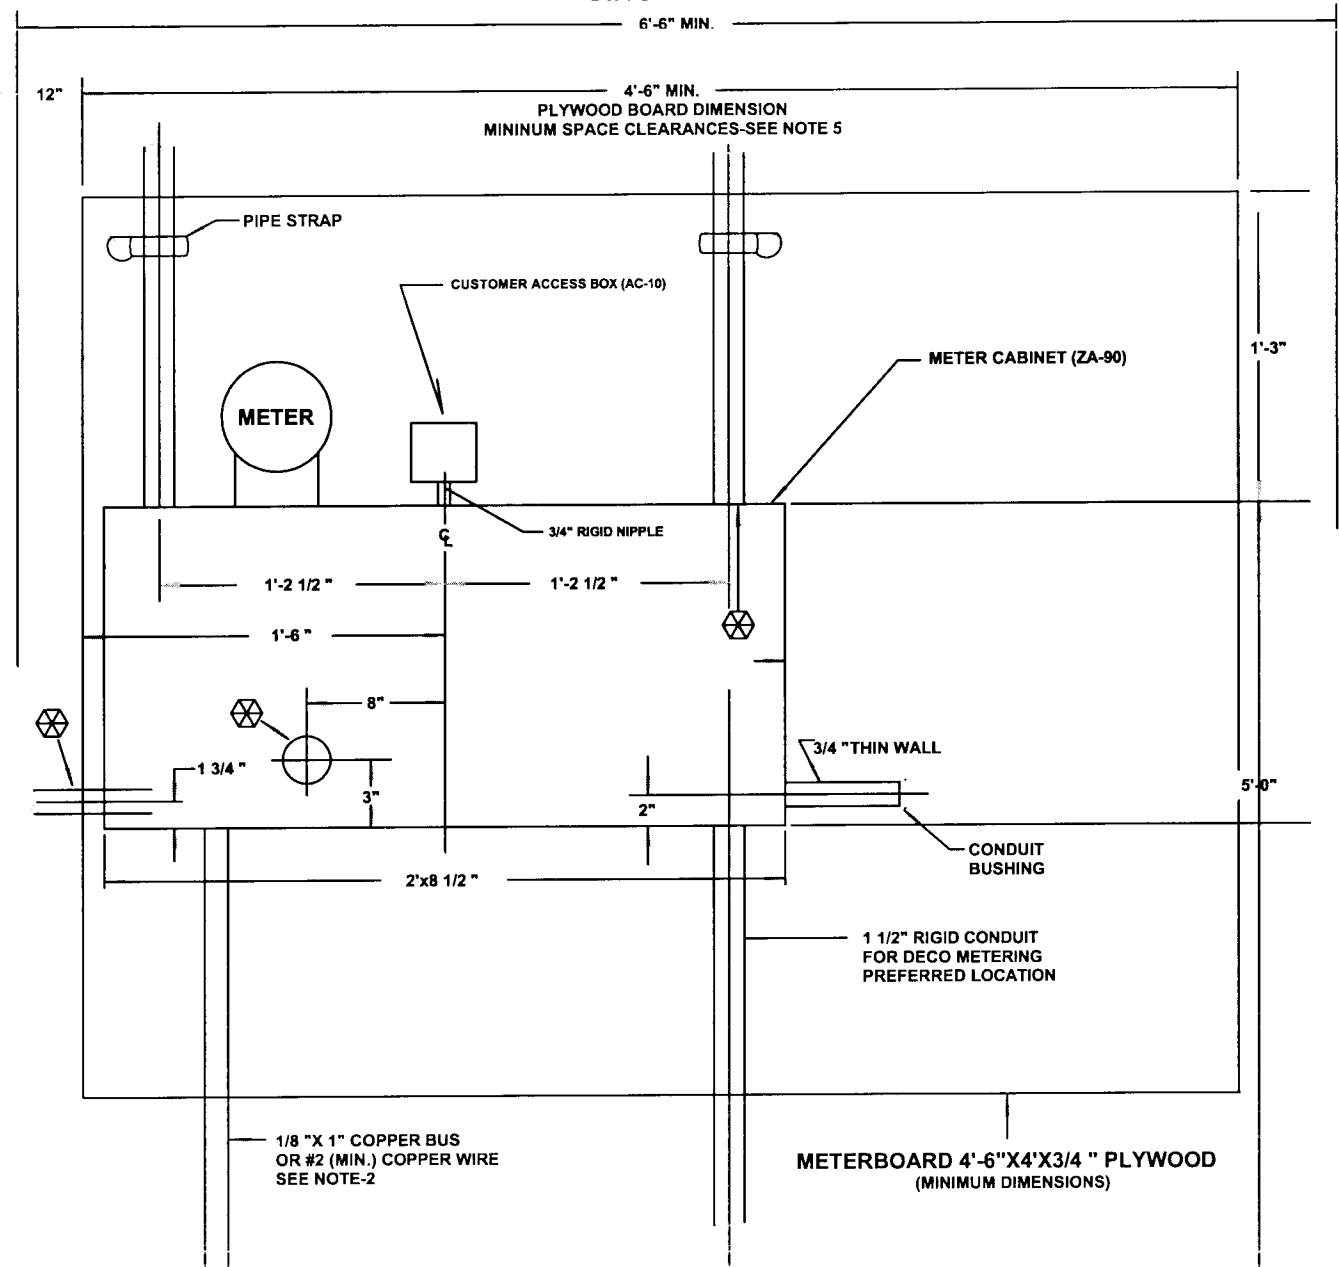 6'-6" MIN.
12"
4'-6" MIN.
PLYWOOD BOARD DIMENSION
MININUM SPACE CLEARANCES-SEE NOTE 5
PIPE STRAP
CUSTOMER ACCESS BOX (AC-10)
METER CABINET (ZA-90)
1'-3"
METER
3/4" RIGID NIPPLE
1'-2 1/2 "
1'-2 1/2 "
1'-6 "
8"
3/4 "THIN WALL
1 3/4 "
3"
2"
5'-0"
CONDUIT
BUSHING
2'x8 1/2 "
1 1/2" RIGID CONDUIT
FOR DECO METERING
PREFERRED LOCATION
1/8 "X 1" COPPER BUS
OR #2 (MIN.) COPPER WIRE
SEE NOTE-2
METERBOARD 4'-6"X4'X3/4 " PLYWOOD
(MINIMUM DIMENSIONS)